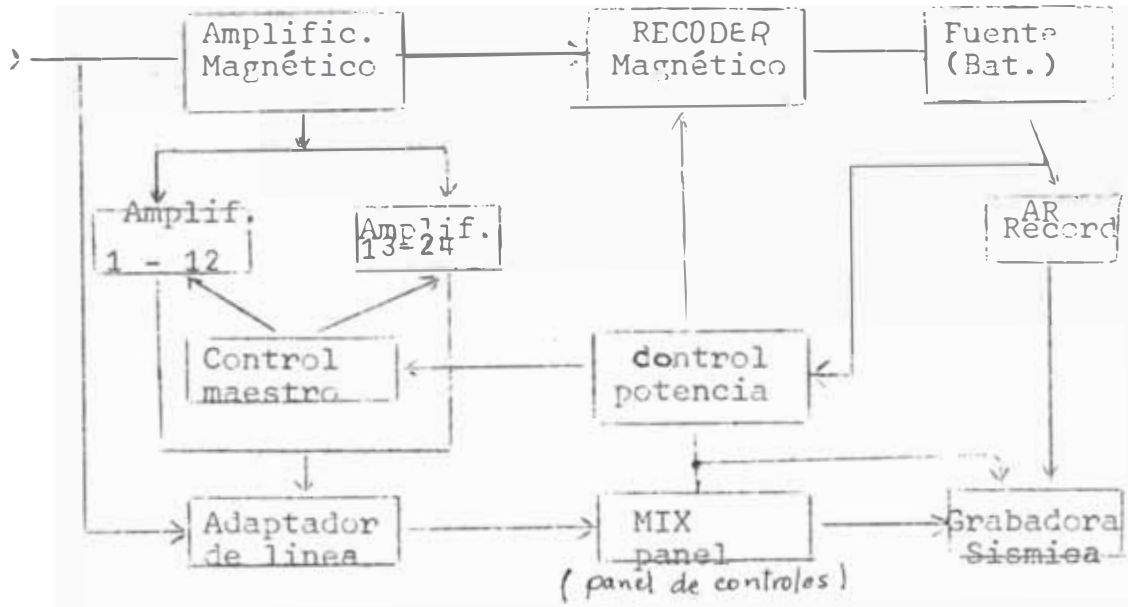 Amplific.
Magnético
RECODER
Magnético
Fuente
(Bat.)
Amplif.
1 - 12
Amplif.
13-24
AR
Record
Control
maestro
control
potencia
Adaptador
de linea
MIX
panel
(panel de controles)
Grabadora
Sismica